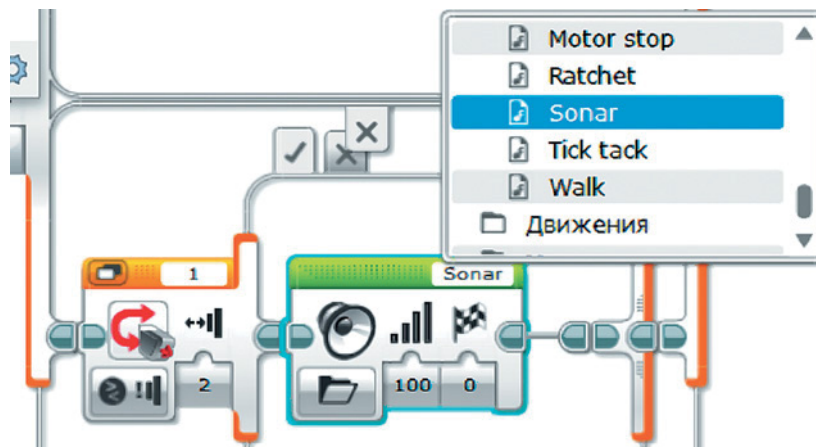 Motor stop
Ratchet
Sonar
Tick tack
Walk
Движения
1
Sonar
2
100
0